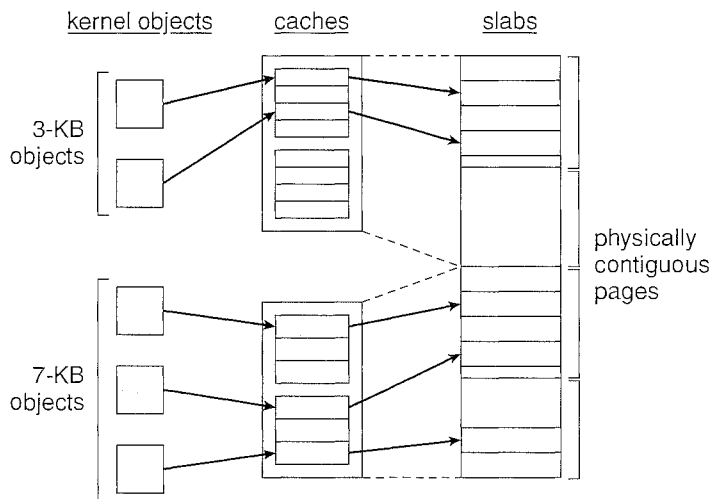 kernel objects
caches
slabs
3-KB
objects
physically
contiguous
pages
7-KB
objects